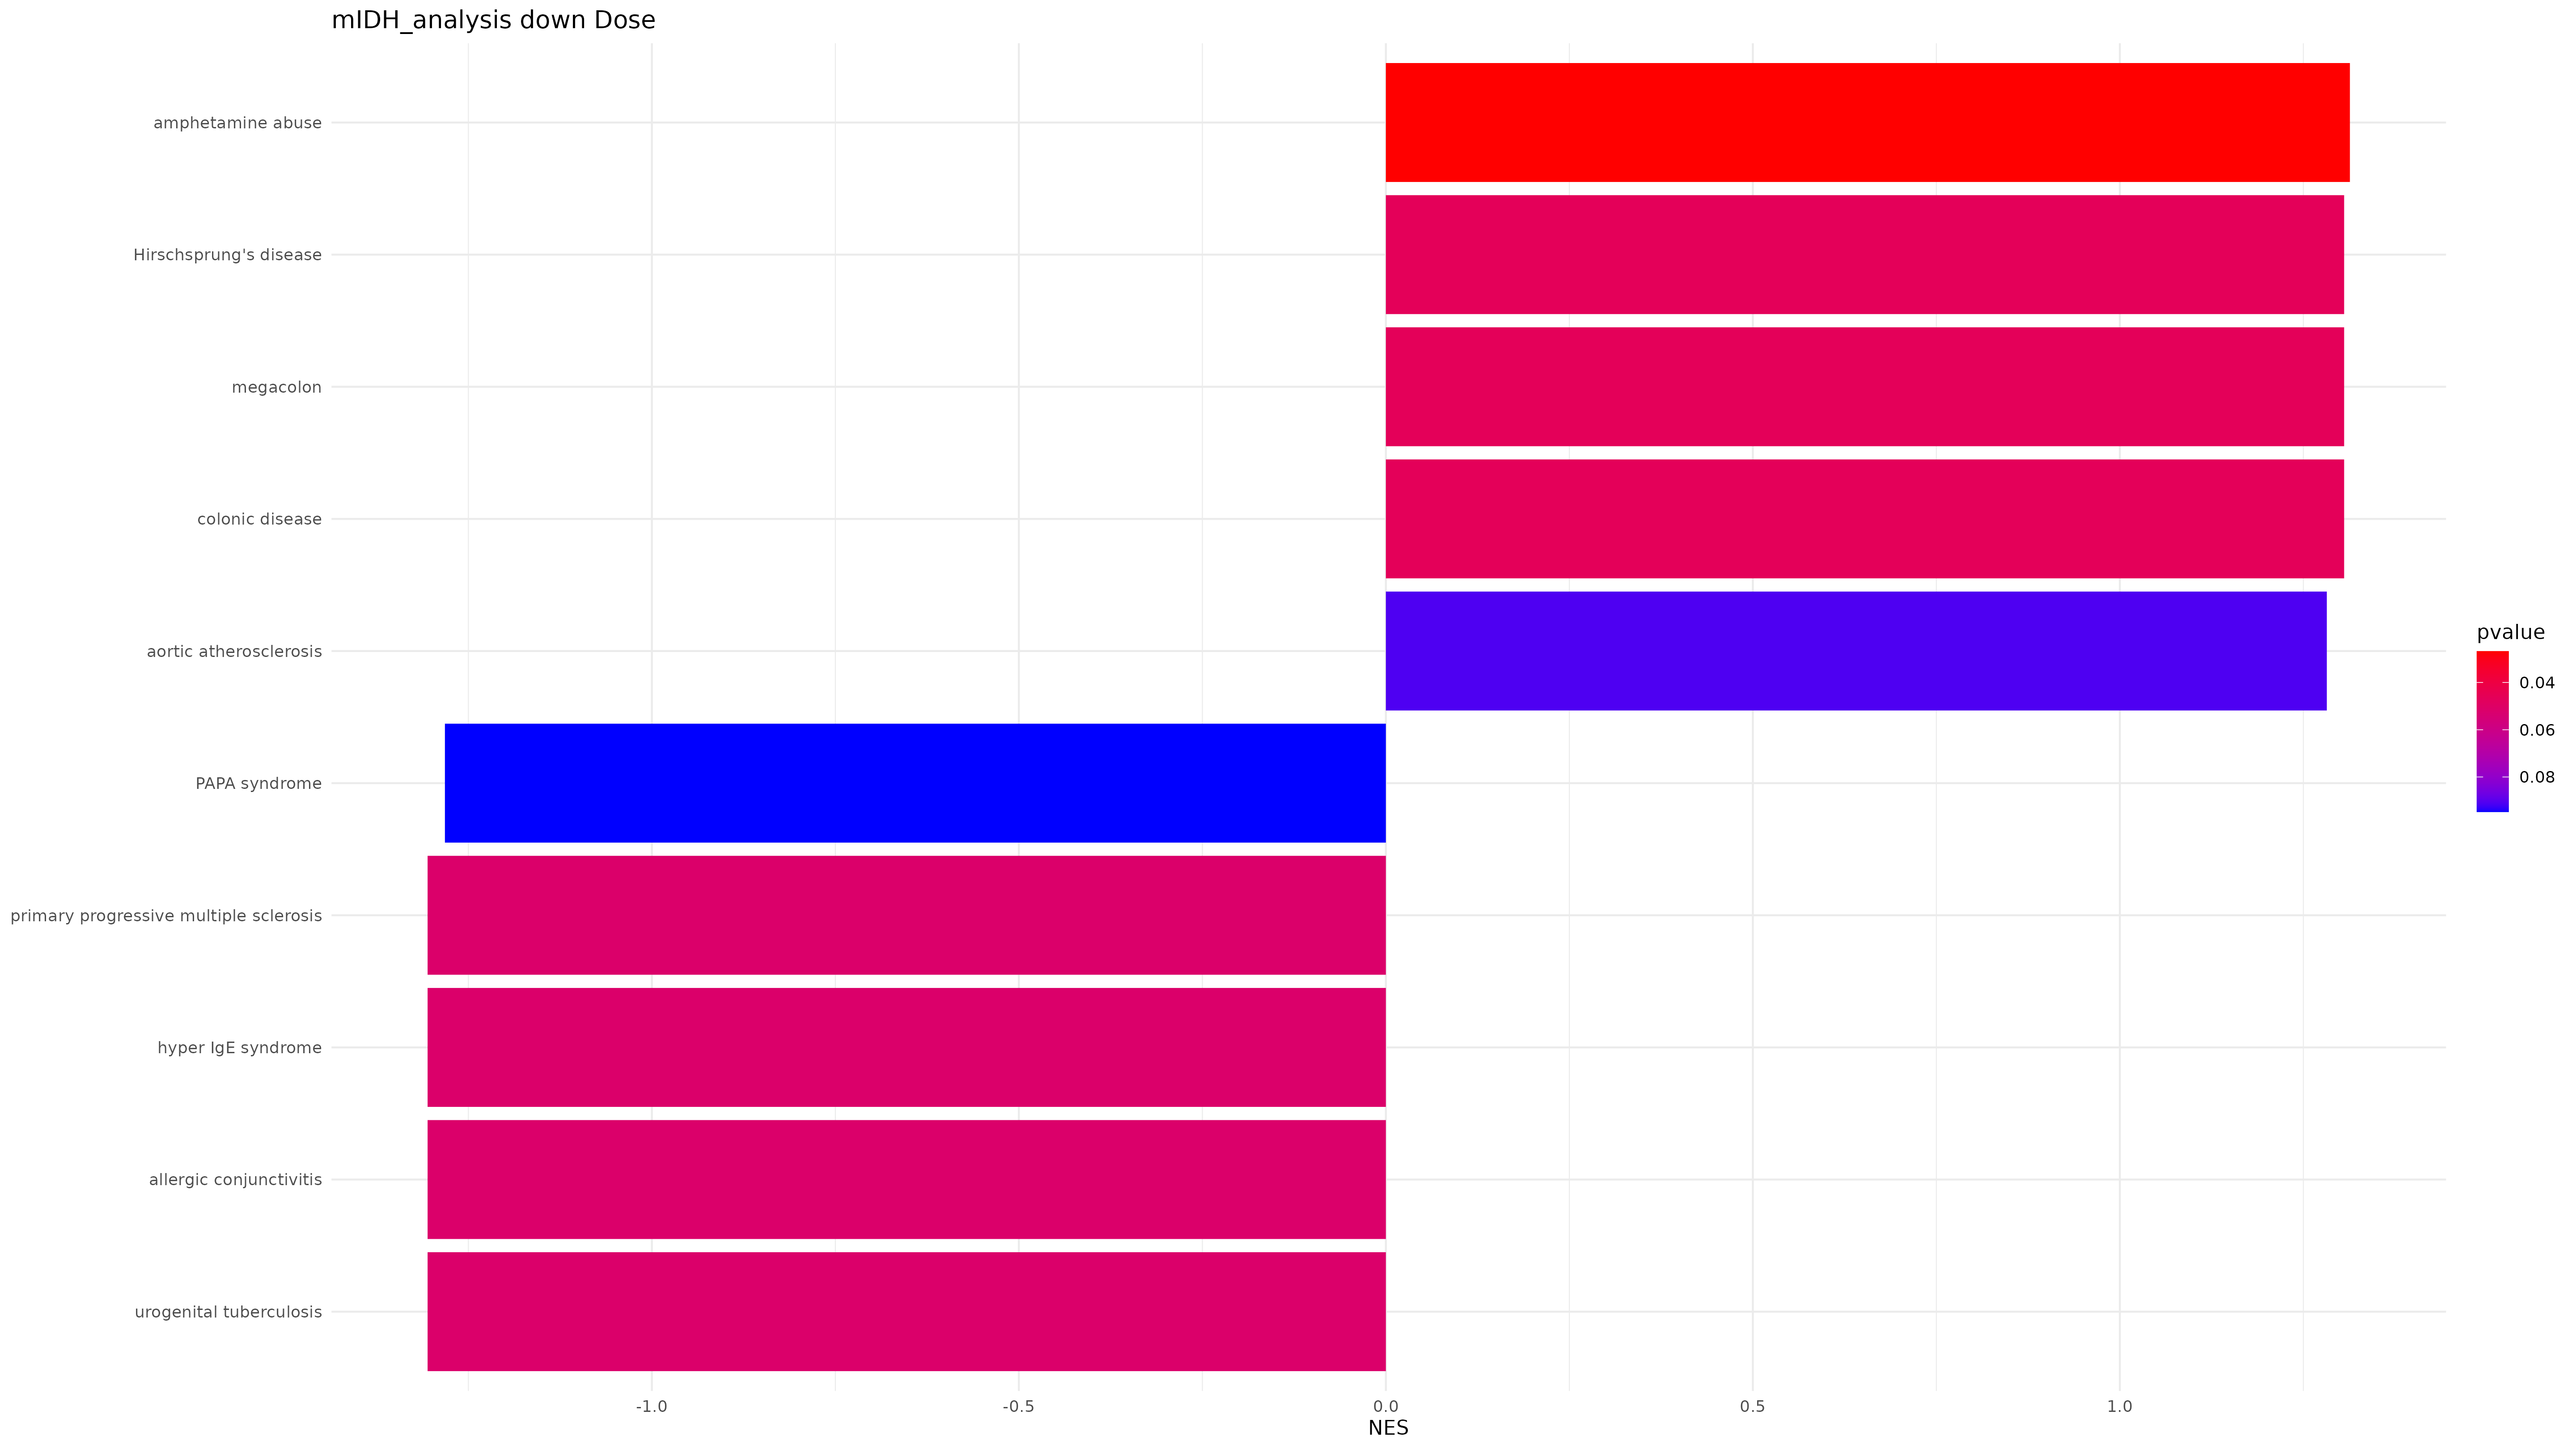 mIDH_analysis down Dose
amphetamine abuse
Hirschsprung's disease
megacolon
colonic disease
aortic atherosclerosis
PAPA syndrome
primary progressive multiple sclerosis
hyper IgE syndrome
allergic conjunctivitis
urogenital tuberculosis
-1.0 -0.5 0.0 0.5 1.0
NES
pvalue
0.04
0.06
0.08